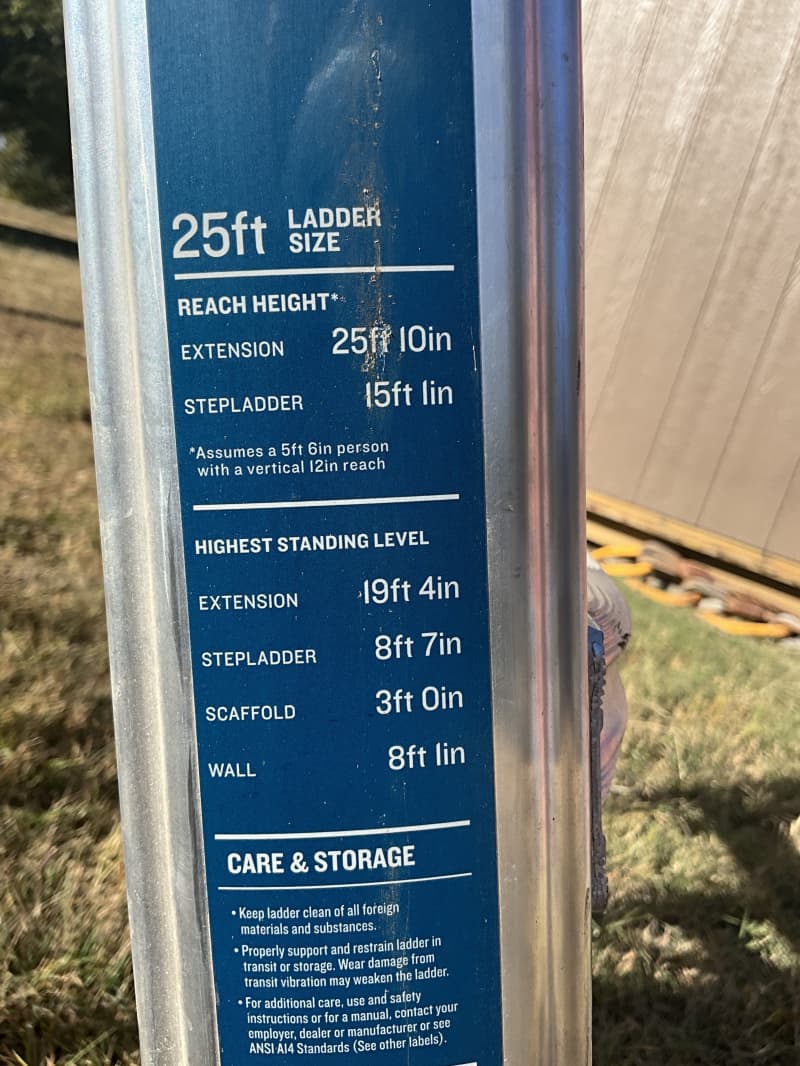 25ft LADDER SIZE
REACH HEIGHT*
EXTENSION 25ft 10in
STEPLADDER 15ft 1in
*Assumes a 5ft 6in person
with a vertical 12in reach
HIGHEST STANDING LEVEL
EXTENSION 19ft 4in
STEPLADDER 8ft 7in
SCAFFOLD 3ft 0in
WALL 8ft 1in
CARE & STORAGE
• Keep ladder clean of all foreign
materials and substances.
• Properly support and restrain ladder in
transit or storage. Wear damage from
transit vibration may weaken the ladder.
• For additional care, use and safety
instructions or for a manual, contact your
employer, dealer or manufacturer or see
ANSI A14 Standards (See other labels).